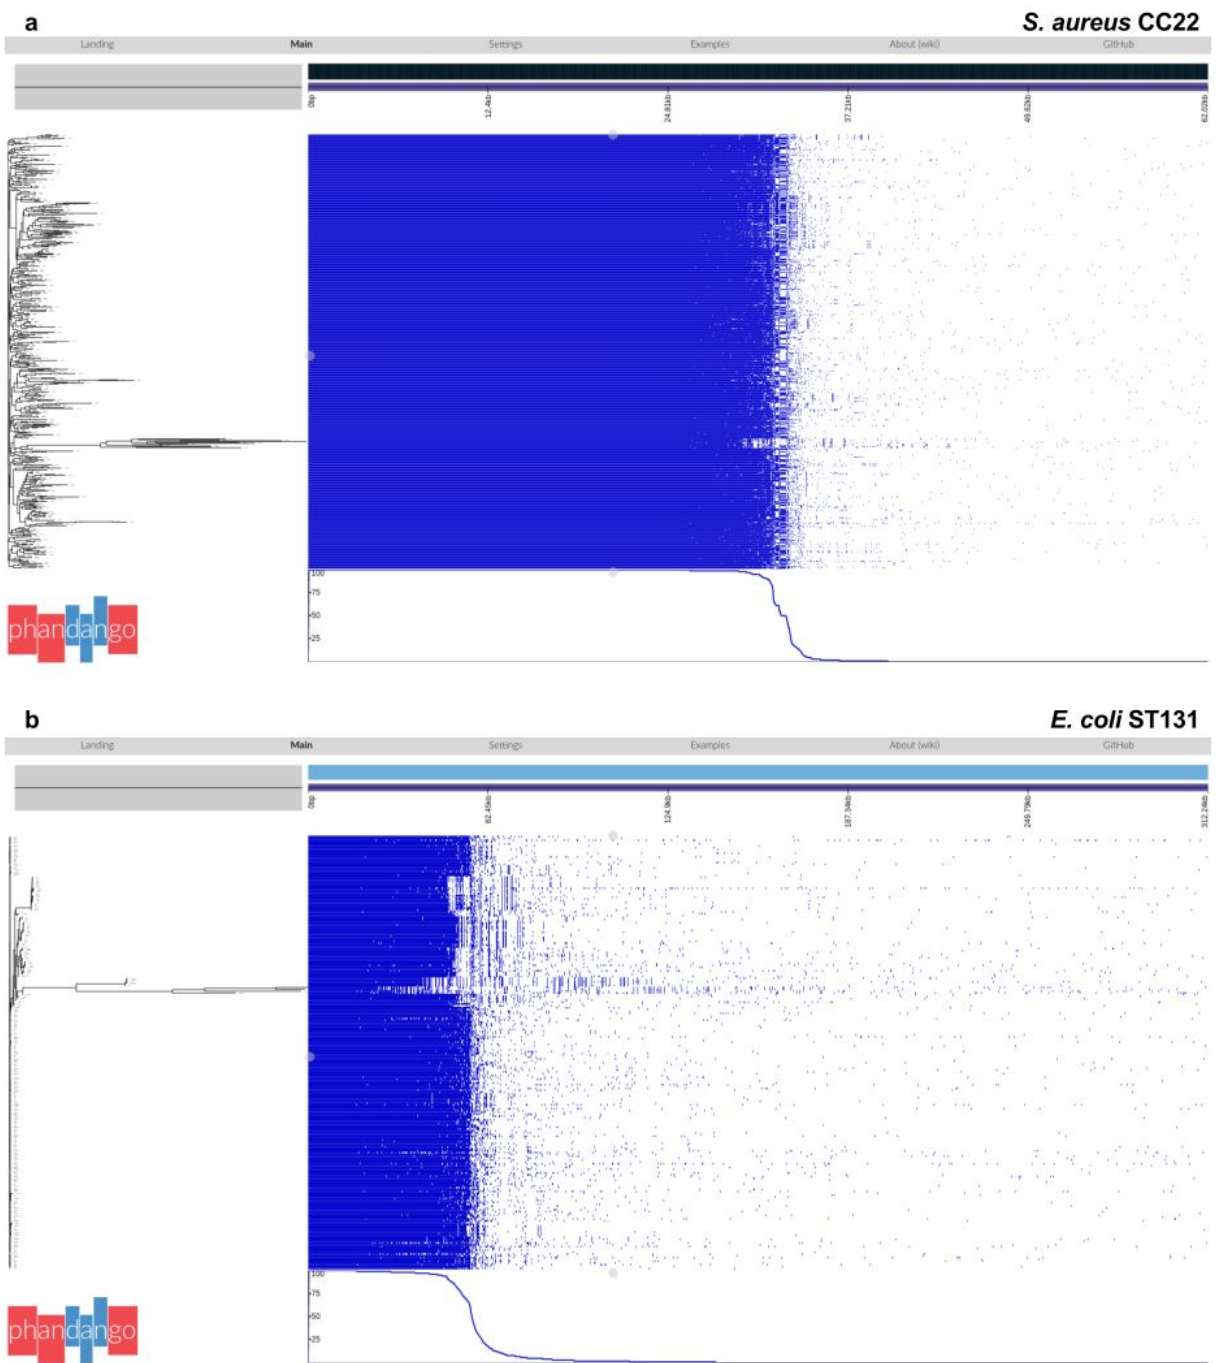 a
S. aureus CC22
Landing Main Settings Examples About (wiki) GitHub
0bp 12.4kb 24.81kb 37.21kb 49.62kb 62.02kb
100
75
50
25
phandango
b
E. coli ST131
Landing Main Settings Examples About (wiki) GitHub
0bp 62.45kb 124.9kb 187.34kb 249.79kb 312.24kb
100
75
50
25
phandango